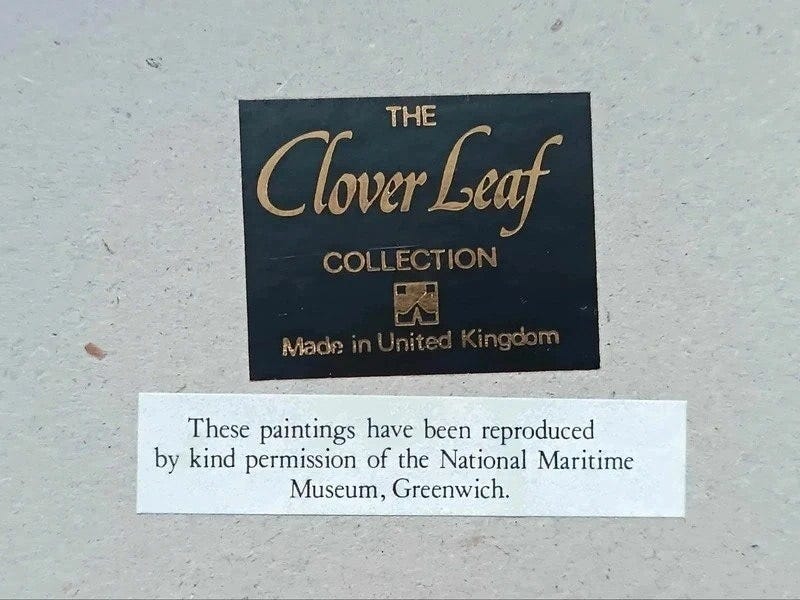 THE
Clover Leaf
COLLECTION
Made in United Kingdom
These paintings have been reproduced
by kind permission of the National Maritime
Museum, Greenwich.